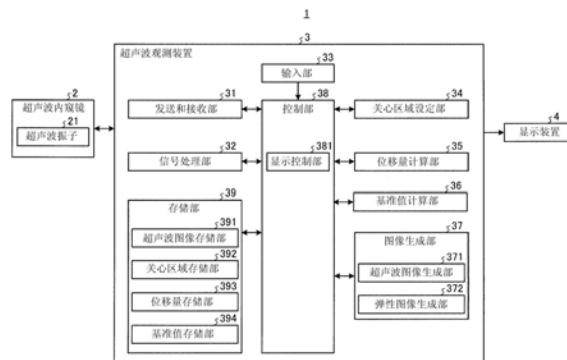 1
3
超声波观测装置
33
输入部
2
超声波内窥镜
21
超声波振子
31
发送和接收部
38
控制部
34
关心区域设定部
4
显示装置
32
信号处理部
381
显示控制部
35
位移量计算部
36
基准值计算部
39
存储部
391
超声波图像存储部
392
关心区域存储部
393
位移量存储部
394
基准值存储部
37
图像生成部
371
超声波图像生成部
372
弹性图像生成部